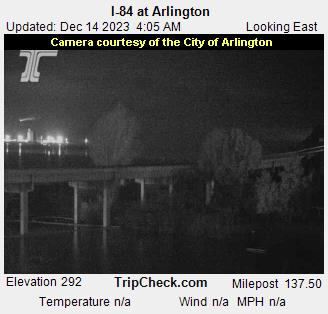 I-84 at Arlington
Updated: Dec 14 2023 4:05 AM Looking East
Camera courtesy of the City of Arlington
Elevation 292 TripCheck.com Milepost 137.50
Temperature n/a Wind n/a MPH n/a